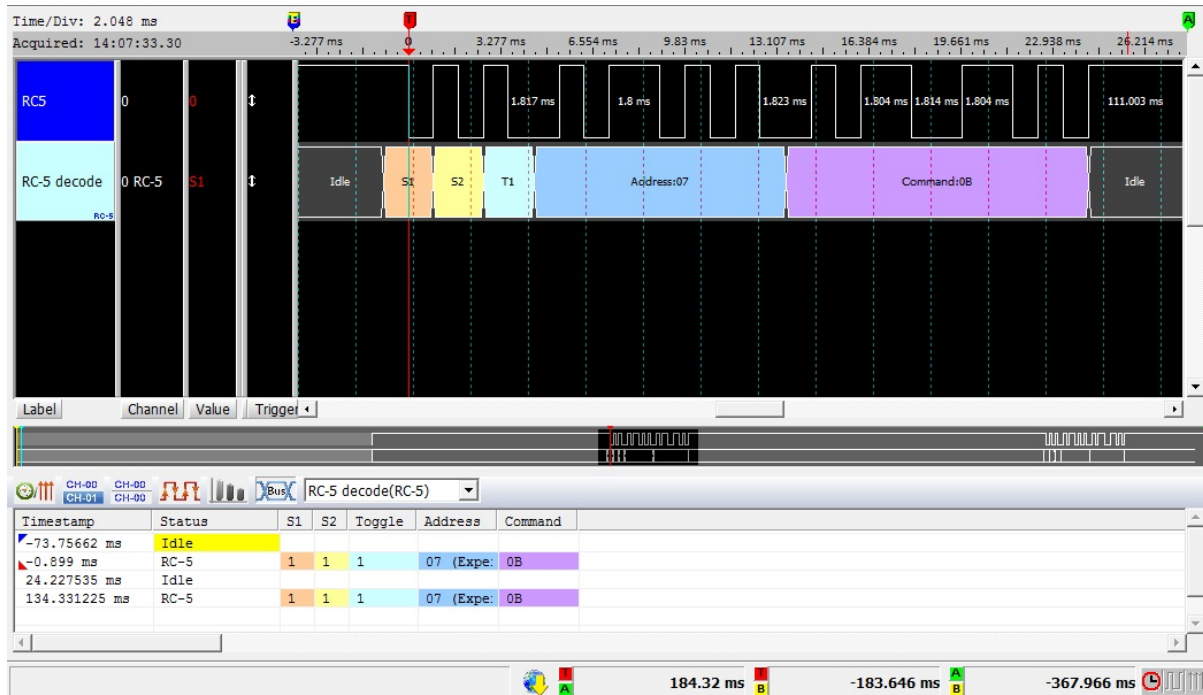 Time/Div: 2.048 ms
Acquired: 14:07:33.30
B T A
-3.277 ms 0 3.277 ms 6.554 ms 9.83 ms 13.107 ms 16.384 ms 19.661 ms 22.938 ms 26.214 ms
RC5 0 0 1.817 ms 1.8 ms 1.823 ms 1.804 ms 1.814 ms 1.804 ms 111.003 ms
RC-5 decode 0 RC-5 S1 Idle S1 S2 T1 Address:07 Command:0B Idle
RC-5
Label Channel Value Trigger
CH-00 CH-01 CH-00 CH-00 Bus RC-5 decode(RC-5)
Timestamp Status S1 S2 Toggle Address Command
-73.75662 ms Idle
-0.899 ms RC-5 1 1 1 07 (Expe: 0B
24.227535 ms Idle
134.331225 ms RC-5 1 1 1 07 (Expe: 0B
T A 184.32 ms T B -183.646 ms A B -367.966 ms